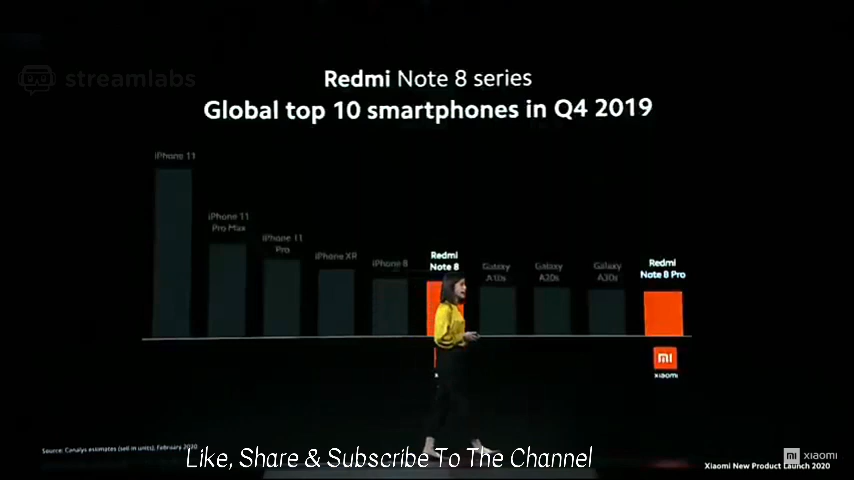 streamlabs
Redmi Note 8 series
Global top 10 smartphones in Q4 2019
iPhone 11
iPhone 11
Pro Max
iPhone 11
Pro
iPhone XR
iPhone 8
Redmi
Note 8
Galaxy
A10s
Galaxy
A20s
Galaxy
A30s
Redmi
Note 8 Pro
mi
xiaomi
Source: Canalys estimates (sell in units), February 2020
Like, Share & Subscribe To The Channel
mi xiaomi
Xiaomi New Product Launch 2020